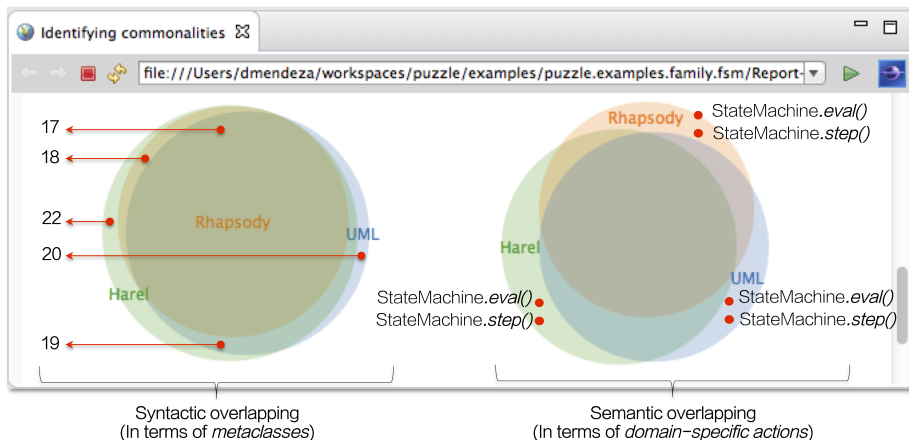 Identifying commonalities
file:///Users/dmendeza/workspaces/puzzle/examples/puzzle.examples.family.fsm/Report-
17
18
22
20
19
Rhapsody
UML
Harel
Rhapsody
StateMachine.eval()
StateMachine.step()
Harel
UML
StateMachine.eval()
StateMachine.step()
StateMachine.eval()
StateMachine.step()
Syntactic overlapping
(In terms of metaclasses)
Semantic overlapping
(In terms of domain-specific actions)